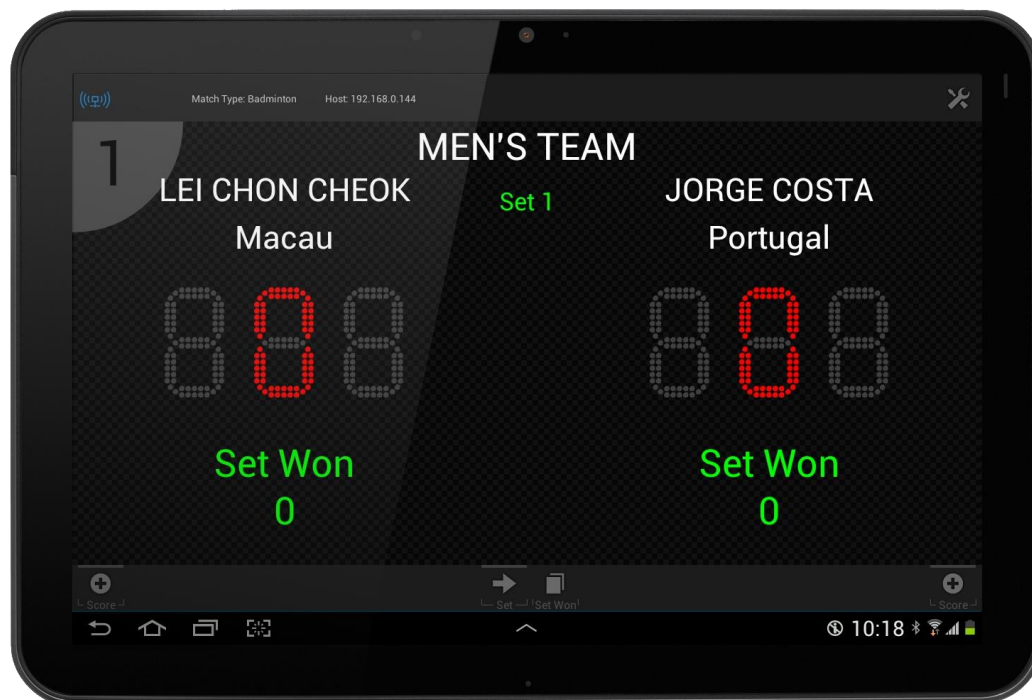 Match Type: Badminton Host: 192.168.0.144
1
MEN'S TEAM
LEI CHON CHEOK
Macau
Set 1
JORGE COSTA
Portugal
0
0
Set Won
0
Set Won
0
Score
Set
Set Won
Score
10:18